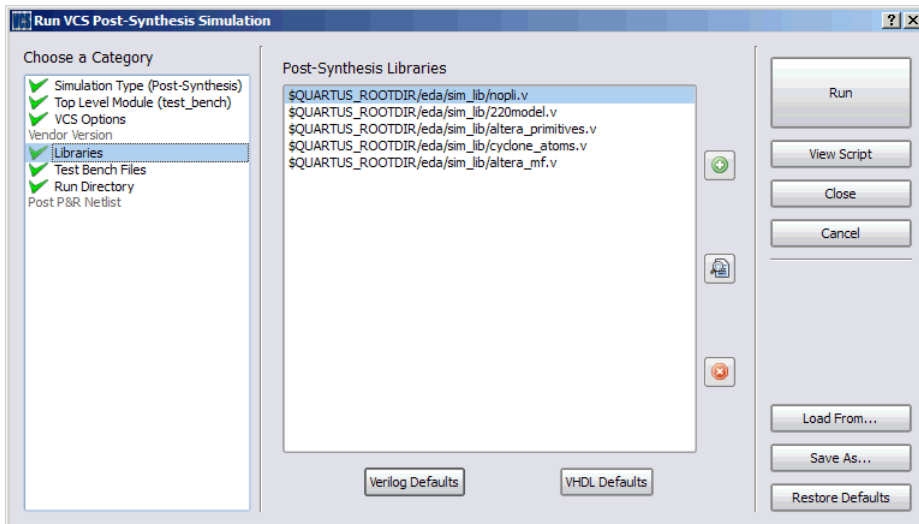 Run VCS Post-Synthesis Simulation
Choose a Category
Simulation Type (Post-Synthesis)
Top Level Module (test_bench)
VCS Options
Vendor Version
Libraries
Test Bench Files
Run Directory
Post P&R Netlist
Post-Synthesis Libraries
$QUARTUS_ROOTDIR/eda/sim_lib/nopli.v
$QUARTUS_ROOTDIR/eda/sim_lib/220model.v
$QUARTUS_ROOTDIR/eda/sim_lib/altera_primitives.v
$QUARTUS_ROOTDIR/eda/sim_lib/cyclone_atoms.v
$QUARTUS_ROOTDIR/eda/sim_lib/altera_mf.v
Verilog Defaults
VHDL Defaults
Run
View Script
Close
Cancel
Load From...
Save As...
Restore Defaults